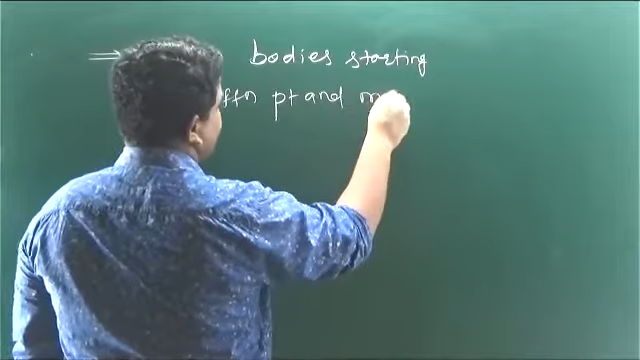 ⇒ bodies starting
ffn pt and m